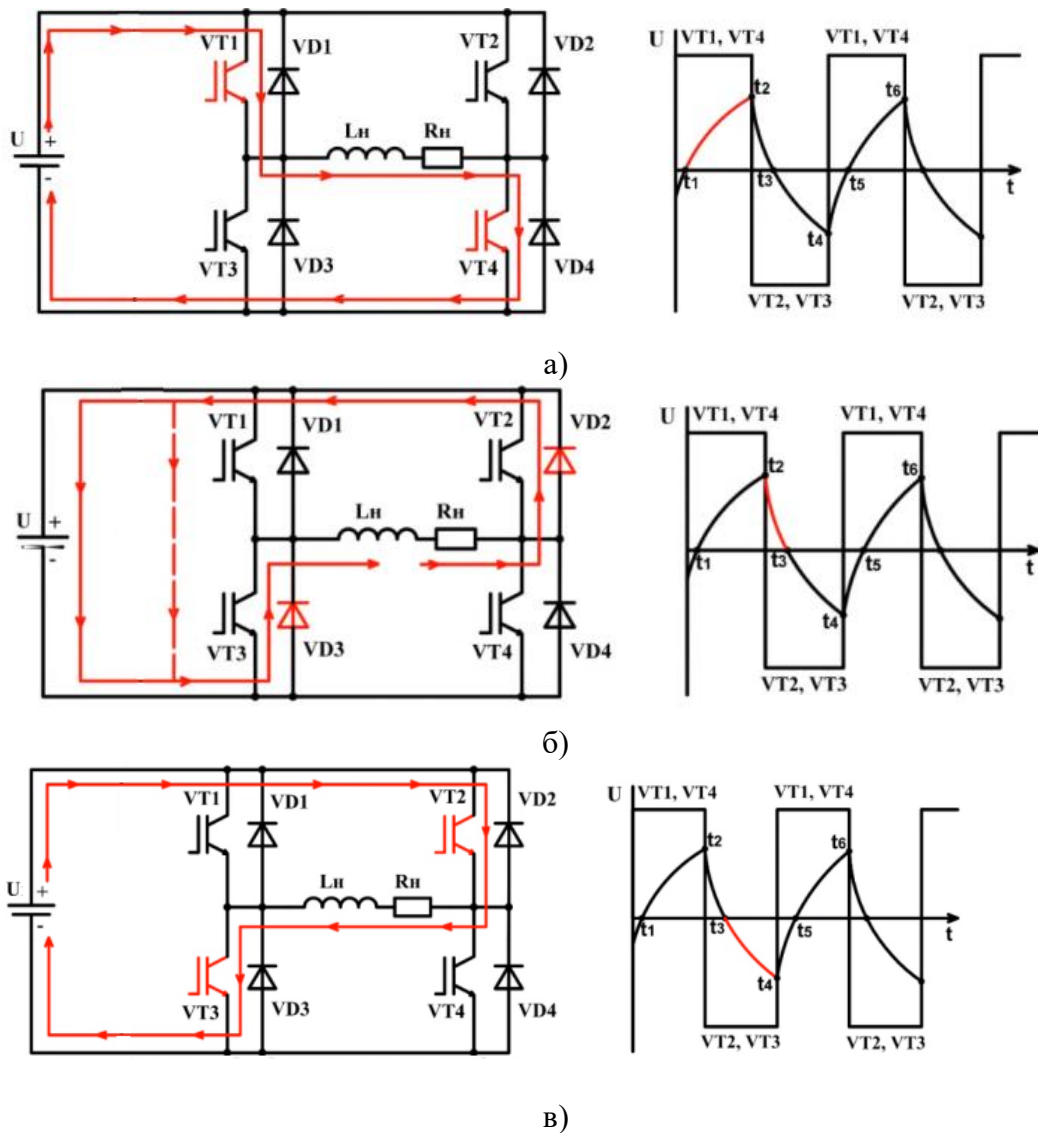 U VT1, VT4 VT1, VT4
VT1 VD1 VT2 VD2
t2 t6
Lн Rн
U + -
t1 t3 t5 t
t4
VT3 VD3 VT4 VD4
VT2, VT3 VT2, VT3
а)
U VT1, VT4 VT1, VT4
VT1 VD1 VT2 VD2
t2 t6
Lн Rн
U + -
t1 t3 t5 t
t4
VT3 VD3 VT4 VD4
VT2, VT3 VT2, VT3
б)
U VT1, VT4 VT1, VT4
VT1 VD1 VT2 VD2
t2 t6
Lн Rн
U + -
t1 t3 t5 t
t4
VT3 VD3 VT4 VD4
VT2, VT3 VT2, VT3
в)